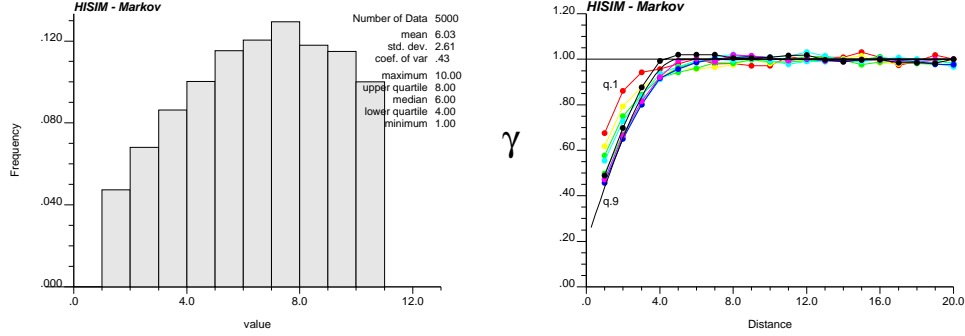 HISIM - Markov
Number of Data 5000
mean 6.03
std. dev. 2.61
coef. of var .43
maximum 10.00
upper quartile 8.00
median 6.00
lower quartile 4.00
minimum 1.00
Frequency
.120
.080
.040
.000
.0 4.0 8.0 12.0
value
HISIM - Markov
γ
1.20
1.00
.80
.60
.40
.20
.00
q.1
q.9
.0 4.0 8.0 12.0 16.0 20.0
Distance